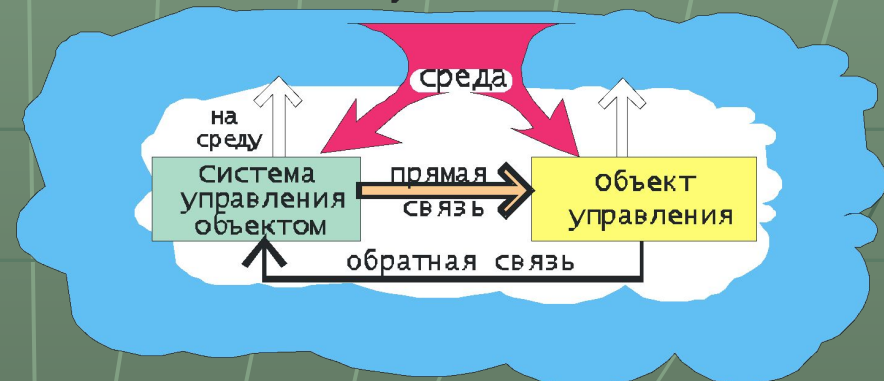 среда
на
среду
Система
управления
объектом
прямая
связь
Объект
управления
обратная связь